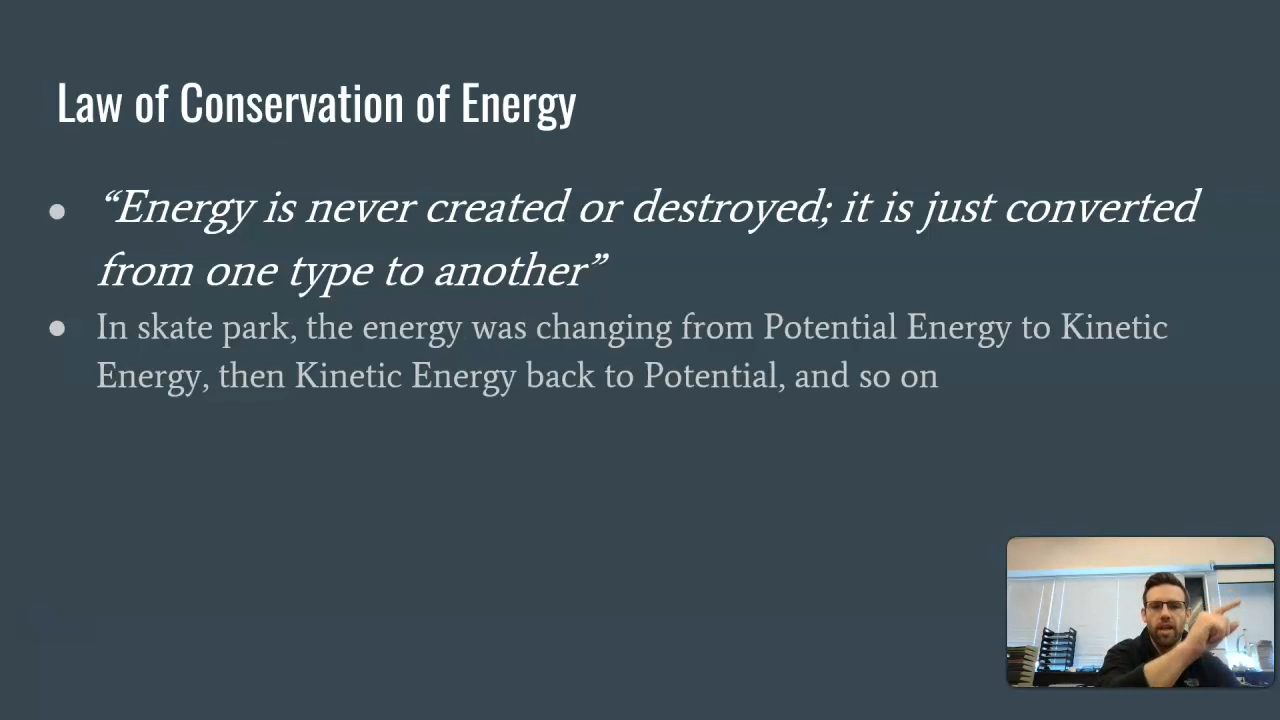 Law of Conservation of Energy
● “Energy is never created or destroyed; it is just converted
from one type to another”
● In skate park, the energy was changing from Potential Energy to Kinetic
Energy, then Kinetic Energy back to Potential, and so on